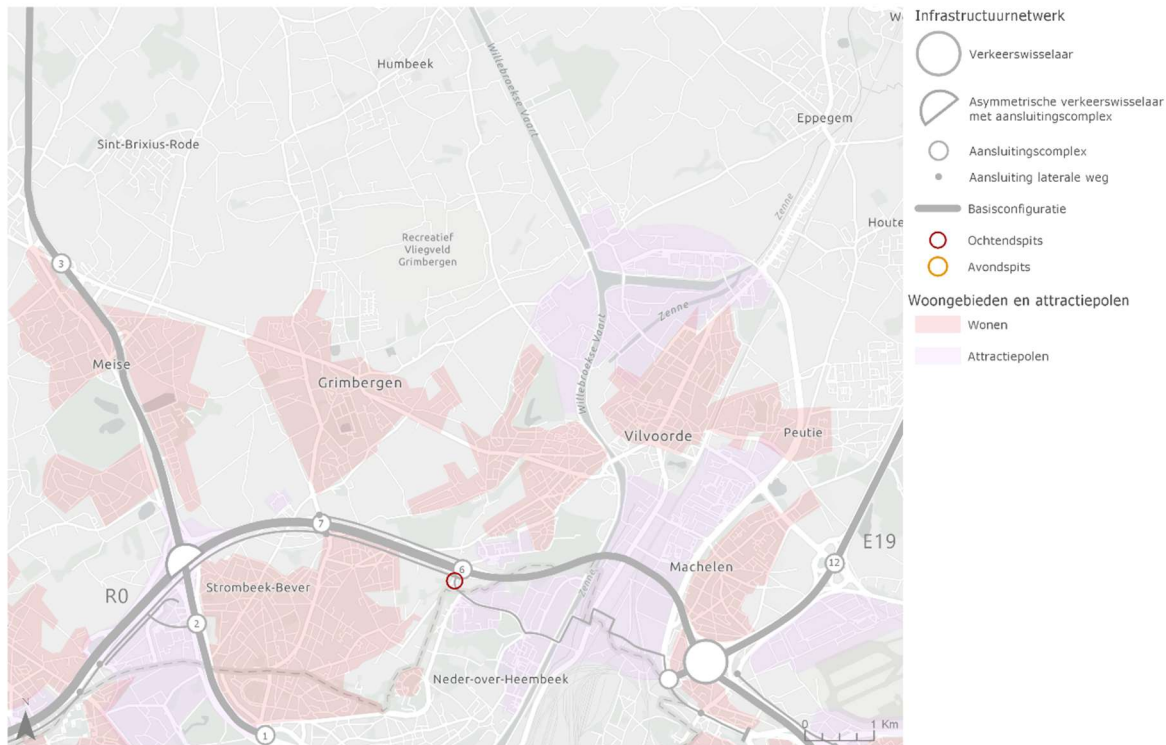 Humbeek
Willebroekse Vaart
Eppegem
Sint-Brixius-Rode
Zenne
Houte
Recreatief
Vliegveld
Grimbergen
3
Zenne
Willebroekse Vaart
Meise
Grimbergen
Vilvoorde
Peutie
7
E19
6
12
Machelen
R0
Strombeek-Bever
Zenne
2
Neder-over-Heembeek
N
1
0 1 Km
Infrastructuurnetwerk
Verkeerswisselaar
Asymmetrische verkeerswisselaar
met aansluitingscomplex
Aansluitingscomplex
Aansluiting laterale weg
Basisconfiguratie
Ochtendspits
Avondspits
Woongebieden en attractiepolen
Wonen
Attractiepolen